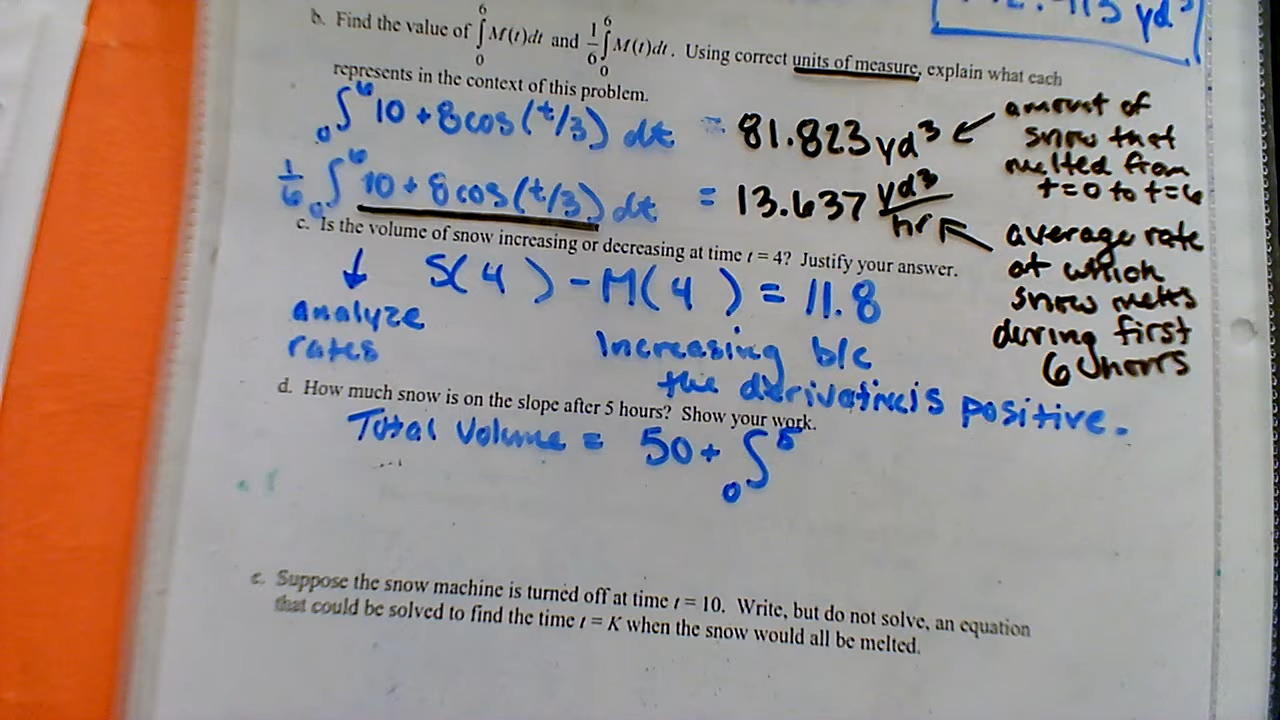 yd³
b. Find the value of ∫₀⁶ M(t)dt and 1/6 ∫₀⁶ M(t)dt. Using correct units of measure, explain what each
represents in the context of this problem.
∫₀⁶ 10 + 8cos(t/3) dt = 81.823 yd³ ← amount of
snow that
melted from
t=0 to t=6
1/6 ∫₀⁶ 10 + 8cos(t/3) dt = 13.637 yd³/hr ← average rate
at which
snow melts
during first
6 hours
c. Is the volume of snow increasing or decreasing at time t = 4? Justify your answer.
↓ S(4) - M(4) = 11.8
analyze
rates
Increasing b/c
the derivative is positive.
d. How much snow is on the slope after 5 hours? Show your work.
Total Volume = 50 + ∫₀⁵
e. Suppose the snow machine is turned off at time t = 10. Write, but do not solve, an equation
that could be solved to find the time t = K when the snow would all be melted.